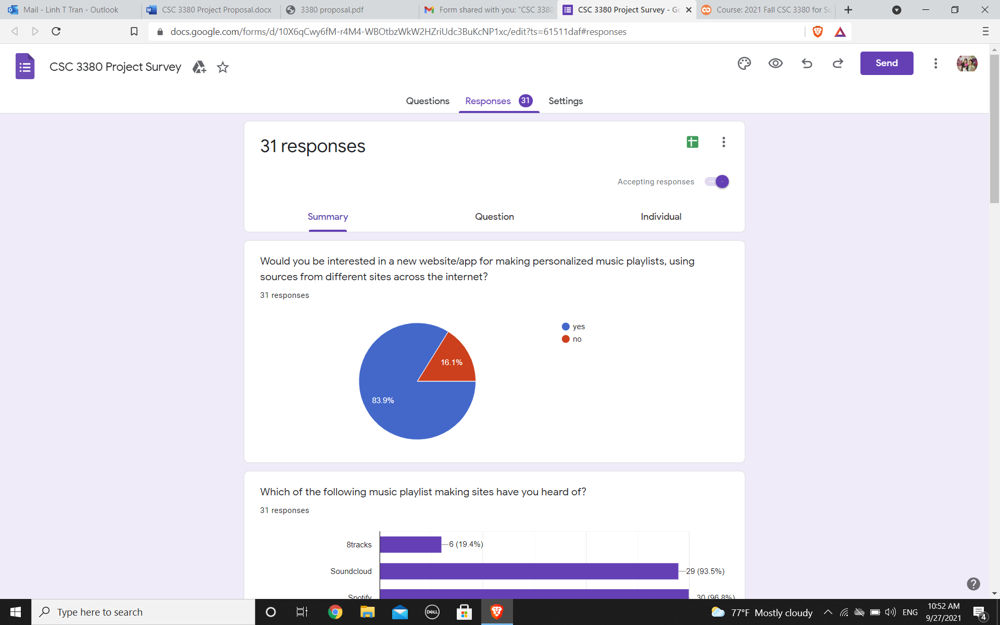 Mail - Linh T Tran - Outlook
CSC 3380 Project Proposal.docx
3380 proposal.pdf
Form shared with you: "CSC 3380
CSC 3380 Project Survey - Go
Course: 2021 Fall CSC 3380 for Su
docs.google.com/forms/d/10X6qCwy6fM-r4M4-WBOtbzWkW2HZriUdc3BuKcNP1xc/edit?ts=61511daf#responses
CSC 3380 Project Survey
Send
Questions
Responses 31
Settings
31 responses
Accepting responses
Summary
Question
Individual
Would you be interested in a new website/app for making personalized music playlists, using
sources from different sites across the internet?
31 responses
yes
no
16.1%
83.9%
Which of the following music playlist making sites have you heard of?
31 responses
8tracks
6 (19.4%)
Soundcloud
29 (93.5%)
Spotify
30 (96.8%)
Type here to search
DELL
77°F Mostly cloudy
ENG
10:52 AM
9/27/2021
4